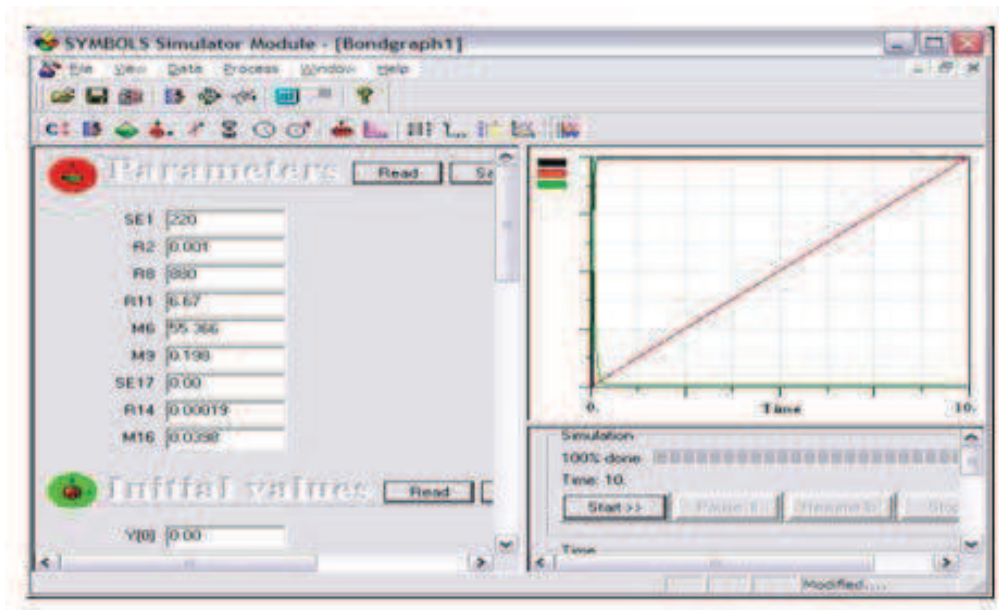 SYMBOLS Simulator Module - [Bondgraph1]
File View Data Process Window Help
Parameters Read Sa
SE1 220
R2 0.001
R8 880
R11 6.67
M6 55.366
M9 0.198
SE17 0.00
R14 0.00019
M16 0.0398
Initial values Read
Y[0] 0.00
0. Time 10.
Simulation
100% done
Time: 10.
Start >> Pause || Resume Stop
Time
Modified....